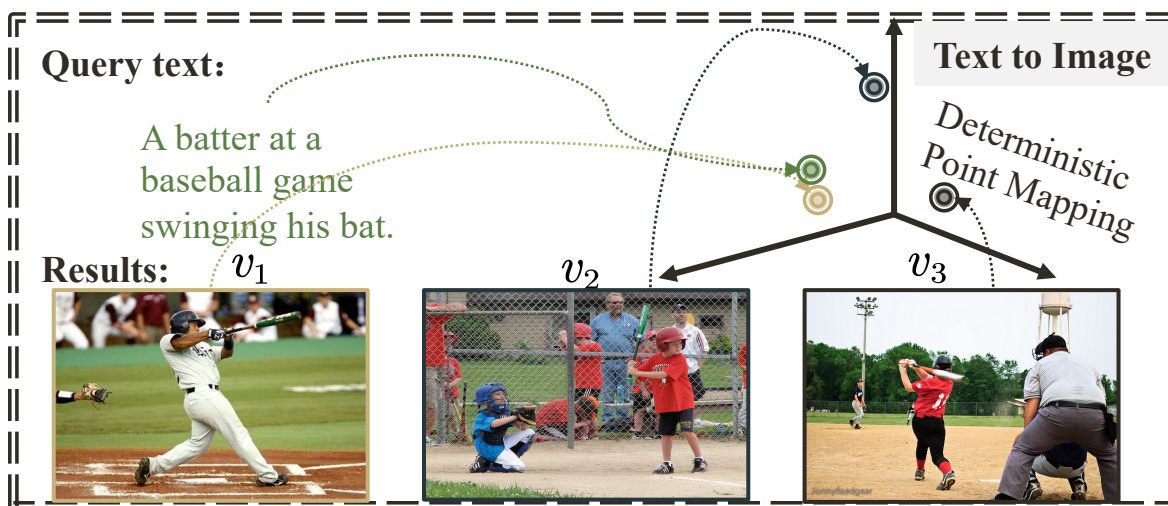 Query text:
Text to Image
A batter at a
baseball game
swinging his bat.
Deterministic
Point Mapping
Results:
v1
v2
v3
Jonnyfixedgear